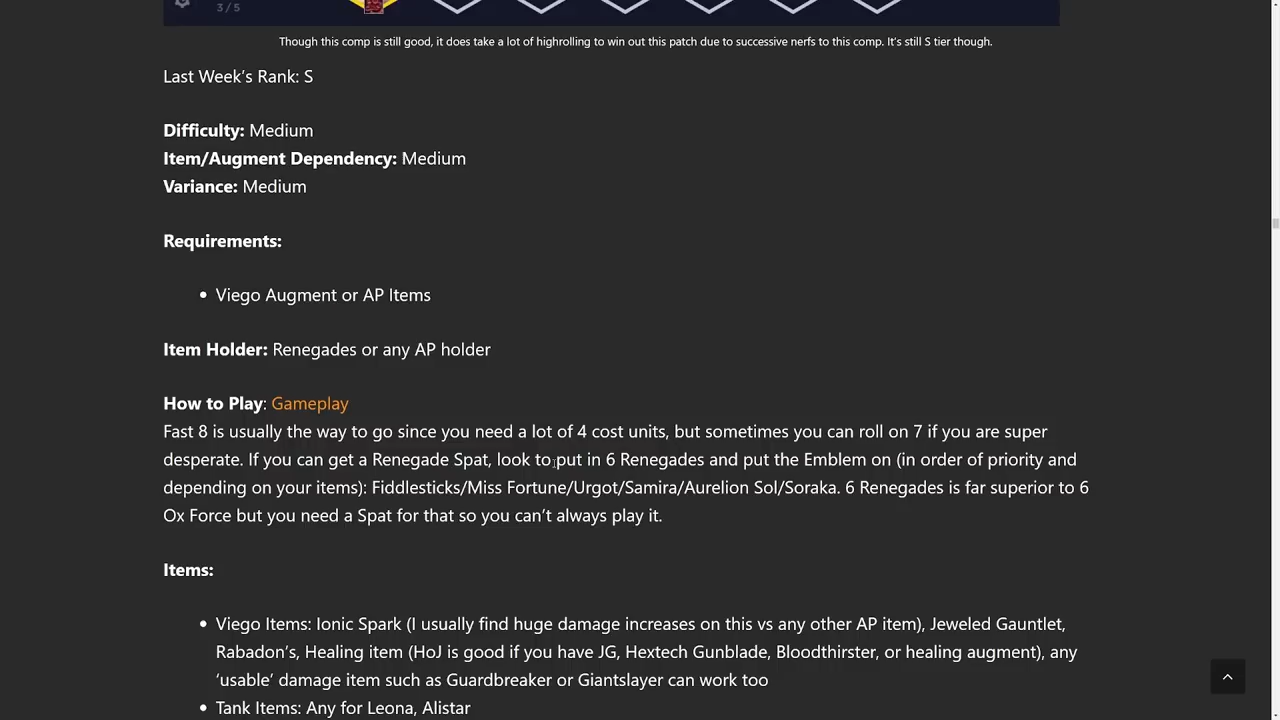 3 / 5
Though this comp is still good, it does take a lot of highrolling to win out this patch due to successive nerfs to this comp. It's still S tier though.
Last Week’s Rank: S
Difficulty: Medium
Item/Augment Dependency: Medium
Variance: Medium
Requirements:
• Viego Augment or AP Items
Item Holder: Renegades or any AP holder
How to Play: Gameplay
Fast 8 is usually the way to go since you need a lot of 4 cost units, but sometimes you can roll on 7 if you are super
desperate. If you can get a Renegade Spat, look to put in 6 Renegades and put the Emblem on (in order of priority and
depending on your items): Fiddlesticks/Miss Fortune/Urgot/Samira/Aurelion Sol/Soraka. 6 Renegades is far superior to 6
Ox Force but you need a Spat for that so you can’t always play it.
Items:
• Viego Items: Ionic Spark (I usually find huge damage increases on this vs any other AP item), Jeweled Gauntlet,
Rabadon’s, Healing item (HoJ is good if you have JG, Hextech Gunblade, Bloodthirster, or healing augment), any
‘usable’ damage item such as Guardbreaker or Giantslayer can work too
• Tank Items: Any for Leona, Alistar